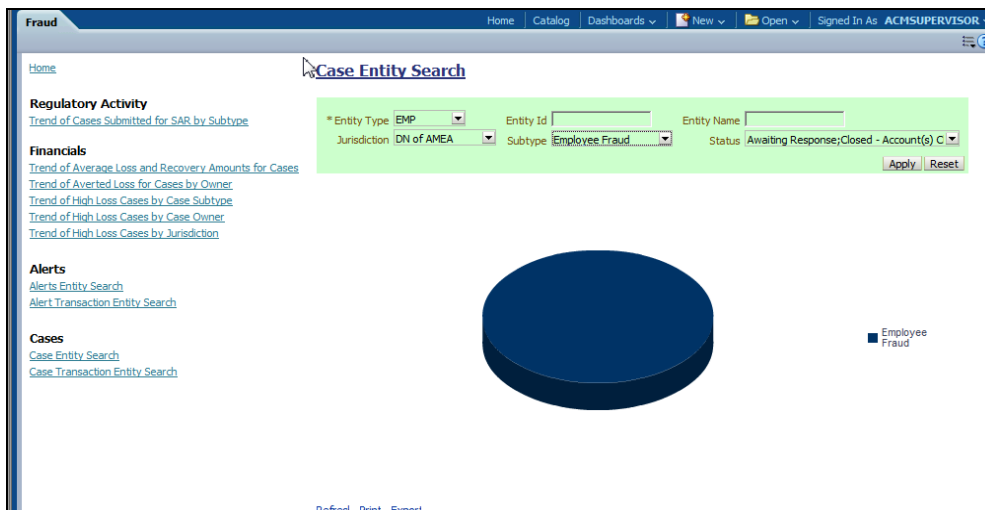 Fraud
Home Catalog Dashboards New Open Signed In As ACMSUPERVISOR
Home
Case Entity Search
Regulatory Activity
Trend of Cases Submitted for SAR by Subtype
* Entity Type EMP Entity Id Entity Name
Jurisdiction DN of AMEA Subtype Employee Fraud Status Awaiting Response;Closed - Account(s) C
Apply Reset
Financials
Trend of Average Loss and Recovery Amounts for Cases
Trend of Averted Loss for Cases by Owner
Trend of High Loss Cases by Case Subtype
Trend of High Loss Cases by Case Owner
Trend of High Loss Cases by Jurisdiction
Alerts
Alerts Entity Search
Alert Transaction Entity Search
Cases
Case Entity Search
Case Transaction Entity Search
Employee
Fraud
Print Export